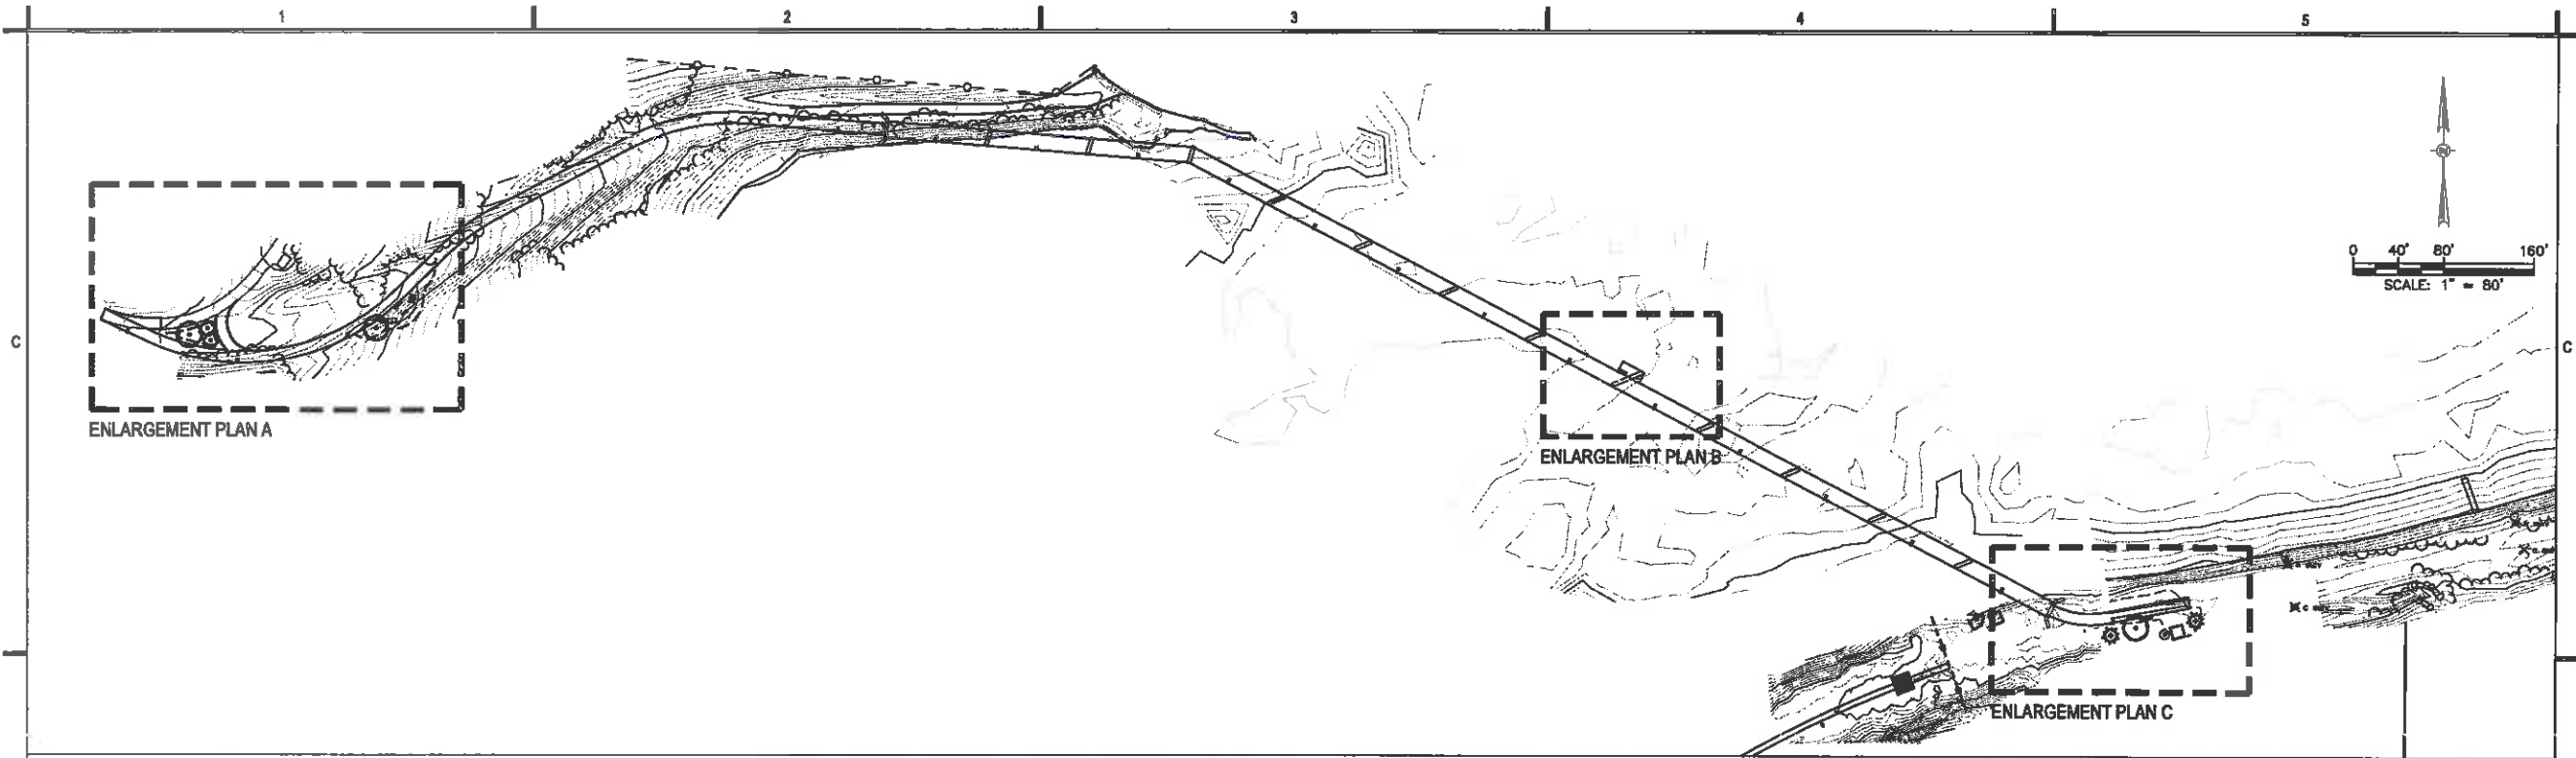 1 2 3 4 5
0 40' 80' 160'
SCALE: 1" = 80'
C C
ENLARGEMENT PLAN A
ENLARGEMENT PLAN B
ENLARGEMENT PLAN C